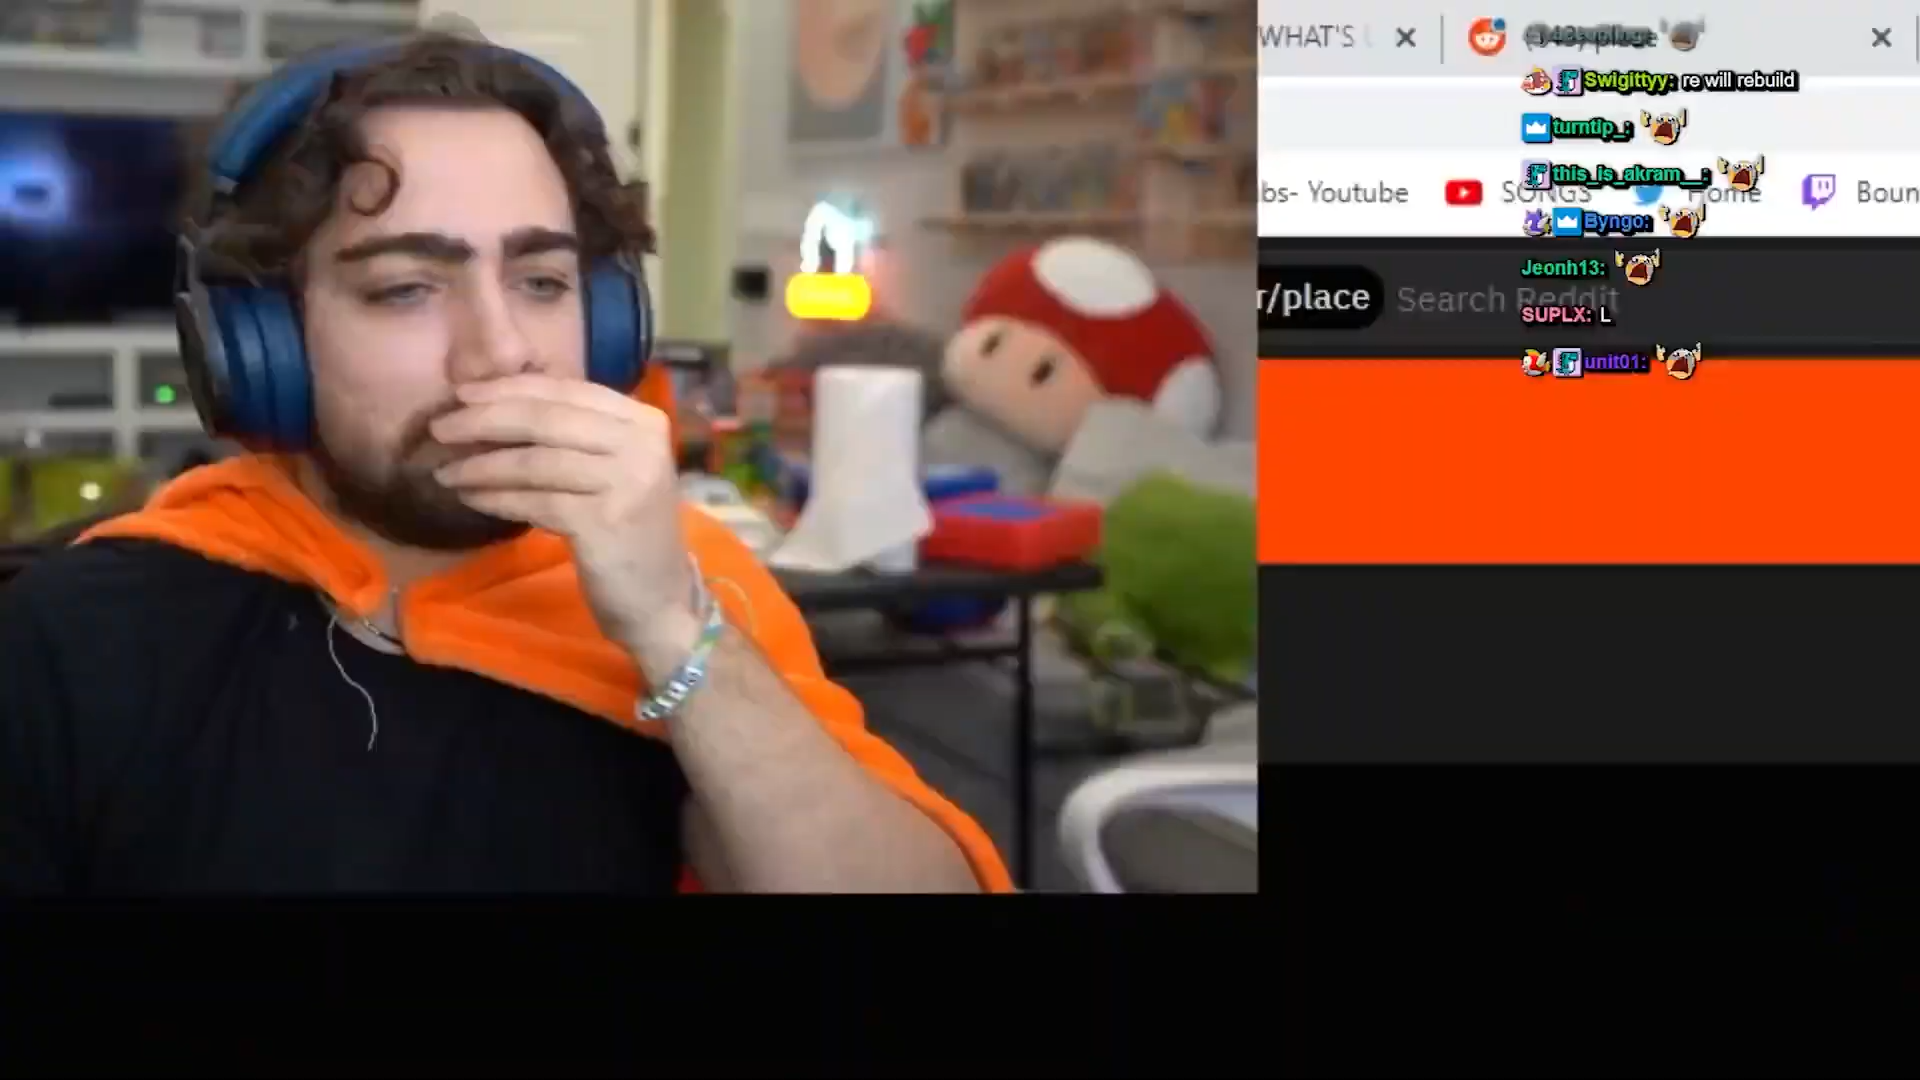 WHAT'S
Swigittyy: re will rebuild
turntip_:
this_is_akram__:
bs- Youtube
SONGS
Home
Boun
Byngo:
Jeonh13:
r/place
Search Reddit
SUPLX: L
unit01: